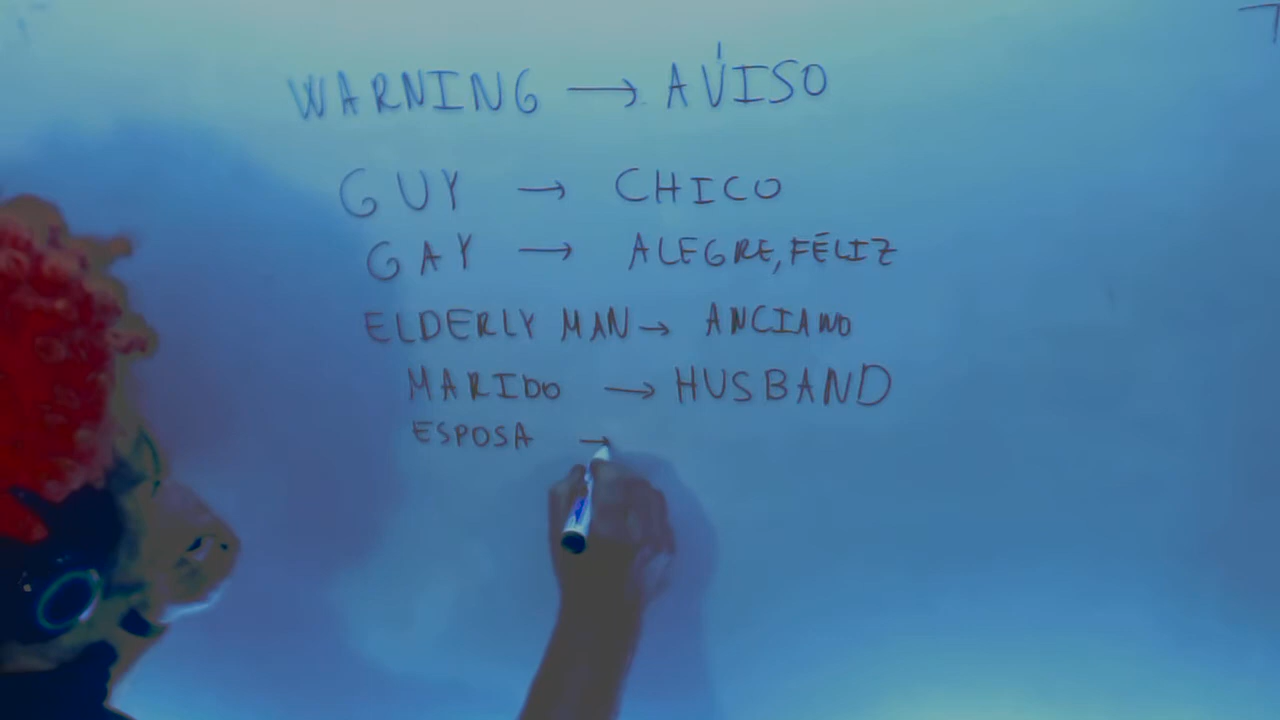 WARNING → AVISO
GUY → CHICO
GAY → ALEGRE, FELIZ
ELDERLY MAN → ANCIANO
MARIDO → HUSBAND
ESPOSA →